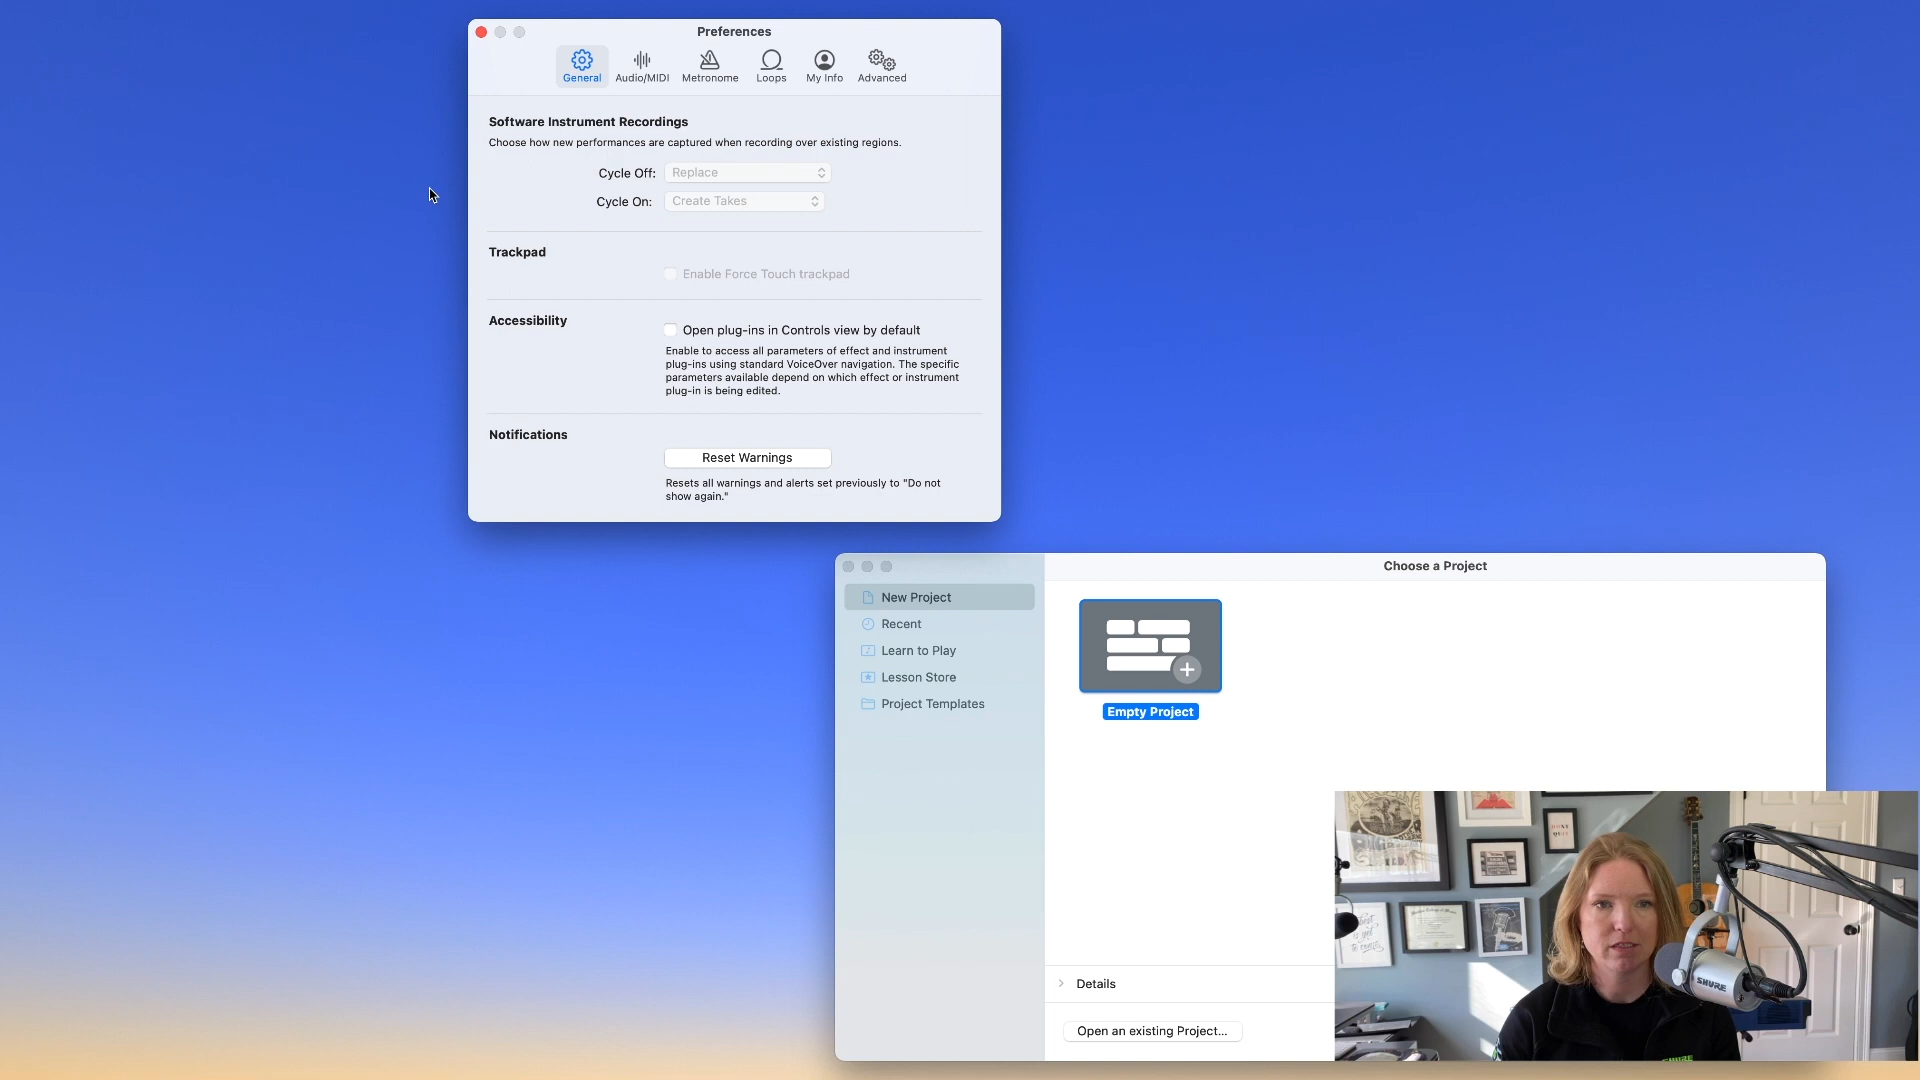 Preferences
General
Audio/MIDI
Metronome
Loops
My Info
Advanced
Software Instrument Recordings
Choose how new performances are captured when recording over existing regions.
Cycle Off: Replace
Cycle On: Create Takes
Trackpad
Enable Force Touch trackpad
Accessibility
Open plug-ins in Controls view by default
Enable to access all parameters of effect and instrument
plug-ins using standard VoiceOver navigation. The specific
parameters available depend on which effect or instrument
plug-in is being edited.
Notifications
Reset Warnings
Resets all warnings and alerts set previously to "Do not
show again."
Choose a Project
New Project
Recent
Learn to Play
Lesson Store
Project Templates
Empty Project
Details
Open an existing Project...
DON'T
QUIT
SHURE
SHURE